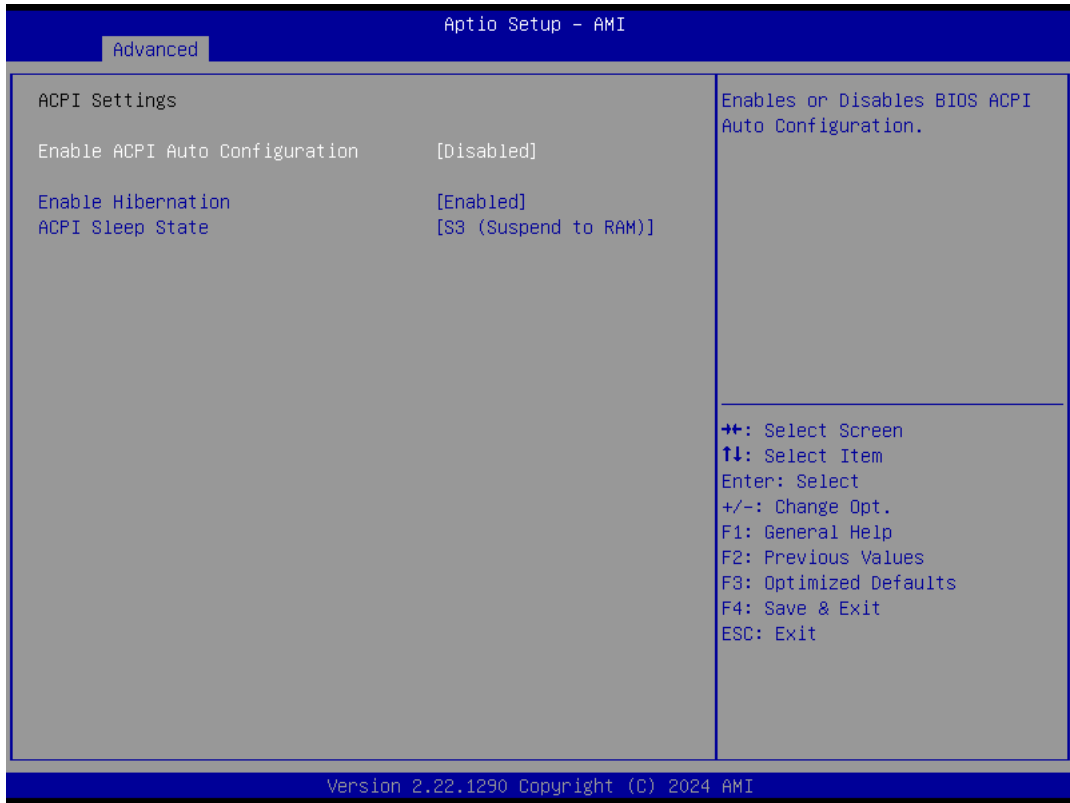 Aptio Setup – AMI
Advanced
ACPI Settings
Enable ACPI Auto Configuration [Disabled]
Enable Hibernation [Enabled]
ACPI Sleep State [S3 (Suspend to RAM)]
Enables or Disables BIOS ACPI
Auto Configuration.
→←: Select Screen
↑↓: Select Item
Enter: Select
+/-: Change Opt.
F1: General Help
F2: Previous Values
F3: Optimized Defaults
F4: Save & Exit
ESC: Exit
Version 2.22.1290 Copyright (C) 2024 AMI